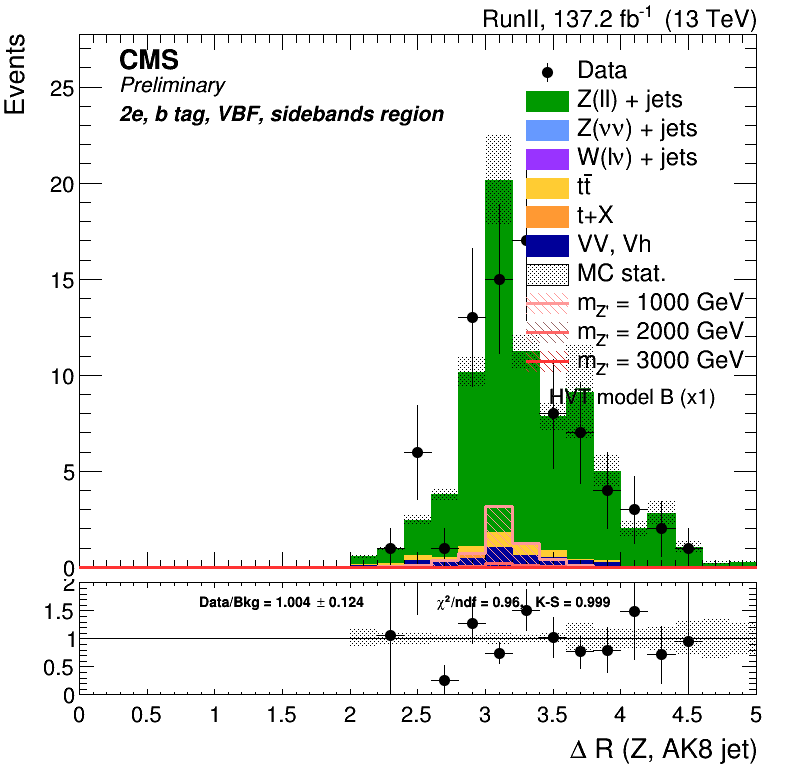 RunII, 137.2 fb⁻¹ (13 TeV)
Events
CMS
Preliminary
2e, b tag, VBF, sidebands region
Data
Z(ll) + jets
Z(νν) + jets
W(lν) + jets
tt̄
t+X
VV, Vh
MC stat.
m_Z' = 1000 GeV
m_Z' = 2000 GeV
m_Z' = 3000 GeV
HVT model B (x1)
25
20
15
10
5
0
2
1.5
1
0.5
0
Data/Bkg = 1.004 ± 0.124
χ²/ndf = 0.96, K-S = 0.999
0 0.5 1 1.5 2 2.5 3 3.5 4 4.5 5
Δ R (Z, AK8 jet)